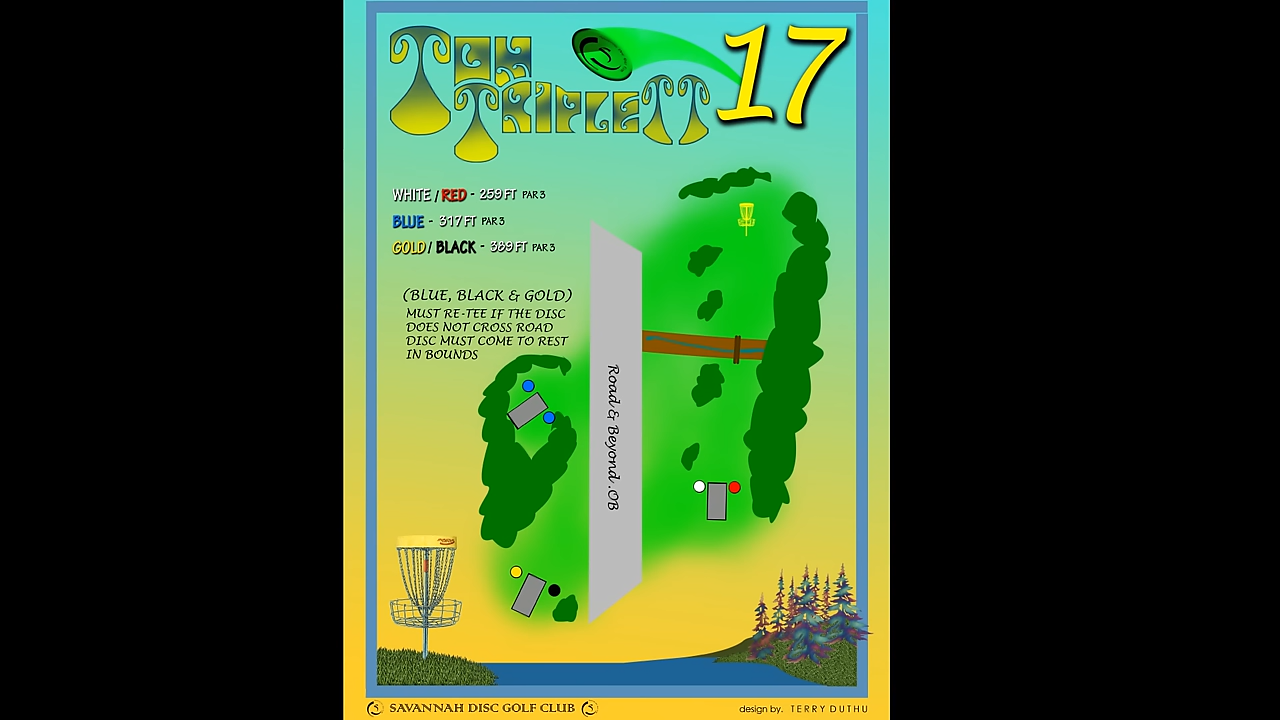 TOM
TRIPLETT
17
WHITE / RED - 259 FT PAR 3
BLUE - 317 FT PAR 3
GOLD / BLACK - 389 FT PAR 3
(BLUE, BLACK & GOLD)
MUST RE-TEE IF THE DISC
DOES NOT CROSS ROAD
DISC MUST COME TO REST
IN BOUNDS
Road & Beyond .OB
SAVANNAH DISC GOLF CLUB
design by. TERRY DUTHU